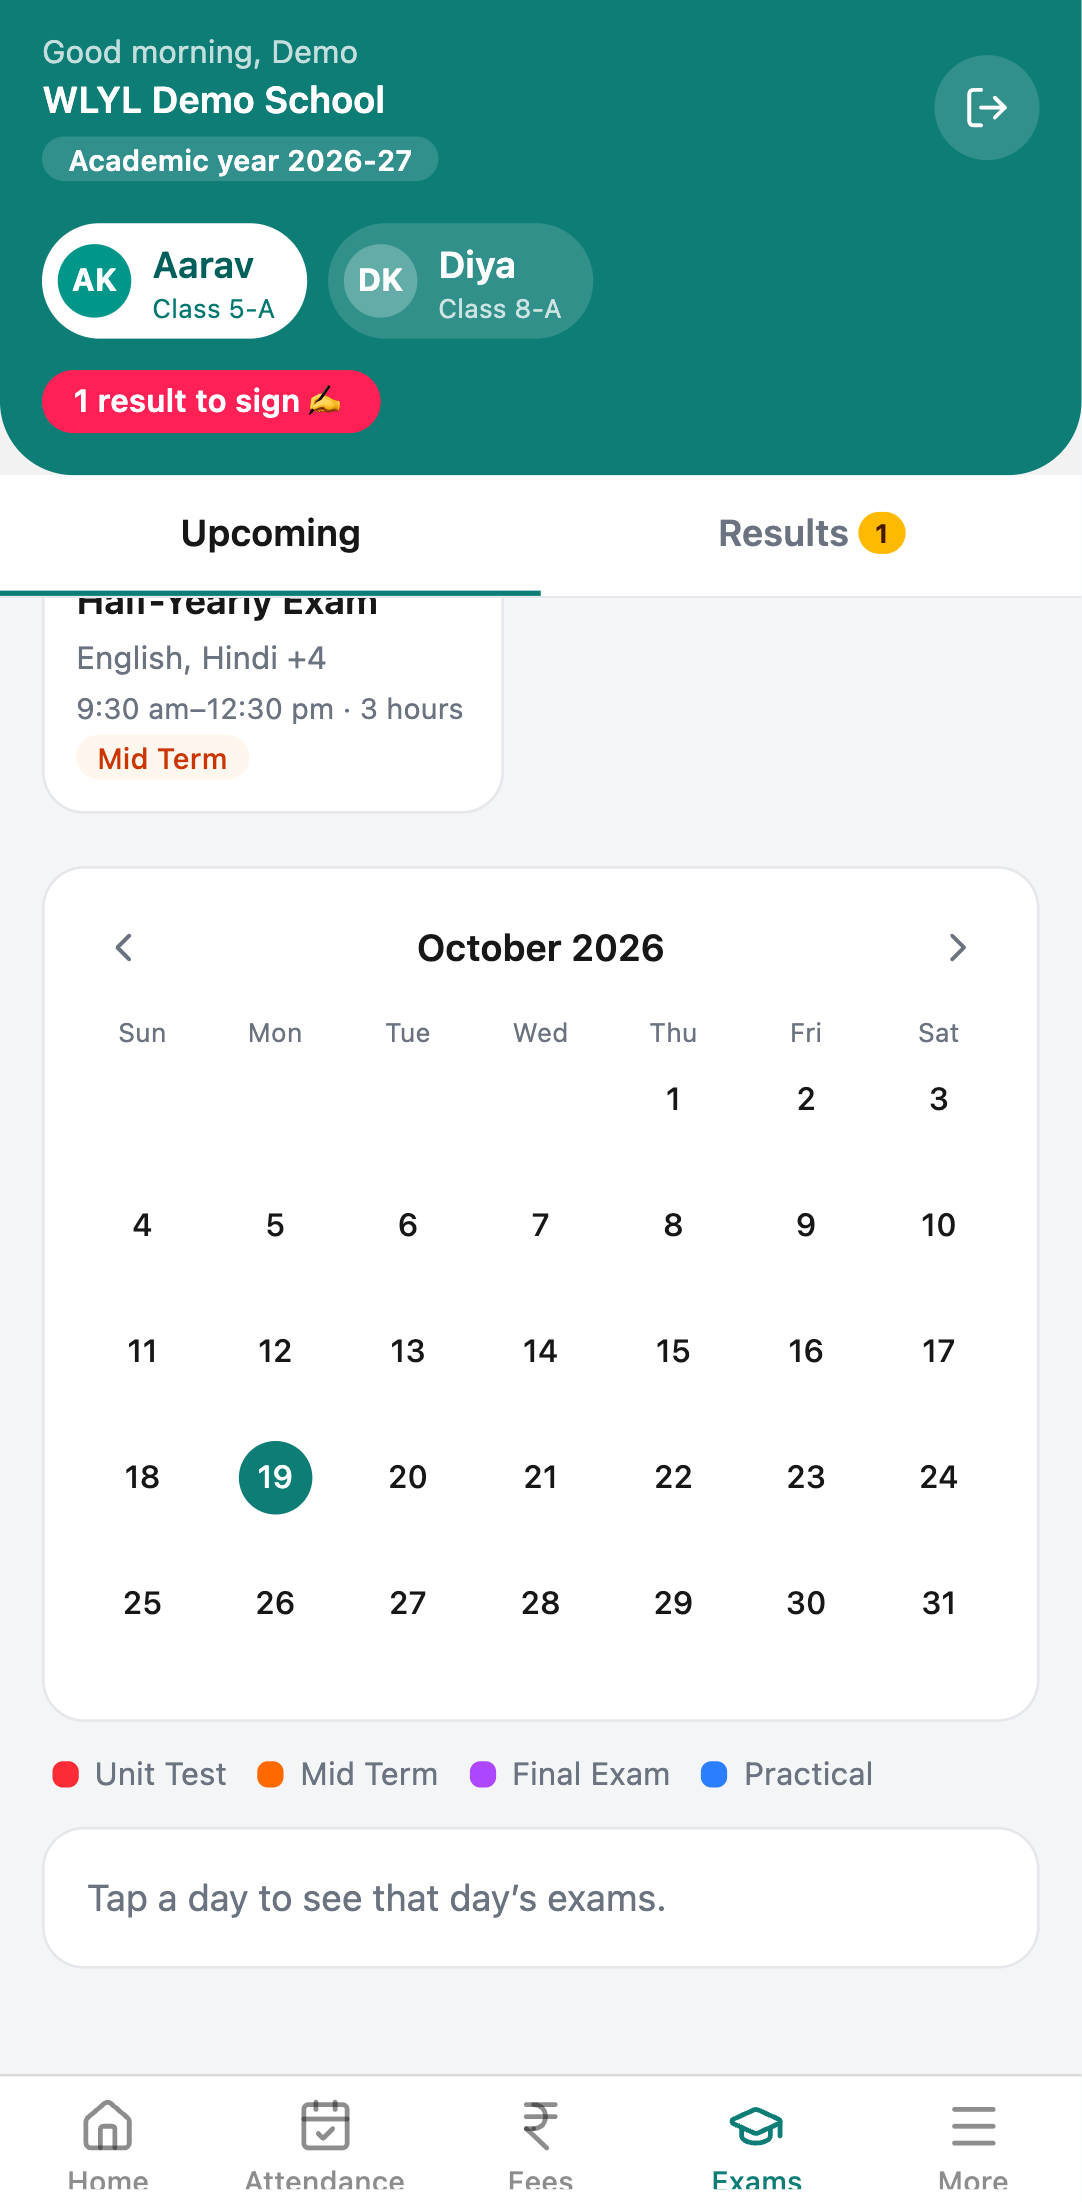 Good morning, Demo
WLYL Demo School
Academic year 2026-27
AK
Aarav
Class 5-A
DK
Diya
Class 8-A
1 result to sign ✍️
Upcoming
Results 1
Half-Yearly Exam
English, Hindi +4
9:30 am–12:30 pm · 3 hours
Mid Term
October 2026
Sun Mon Tue Wed Thu Fri Sat
1 2 3
4 5 6 7 8 9 10
11 12 13 14 15 16 17
18 19 20 21 22 23 24
25 26 27 28 29 30 31
Unit Test Mid Term Final Exam Practical
Tap a day to see that day’s exams.
Home Attendance Fees Exams More